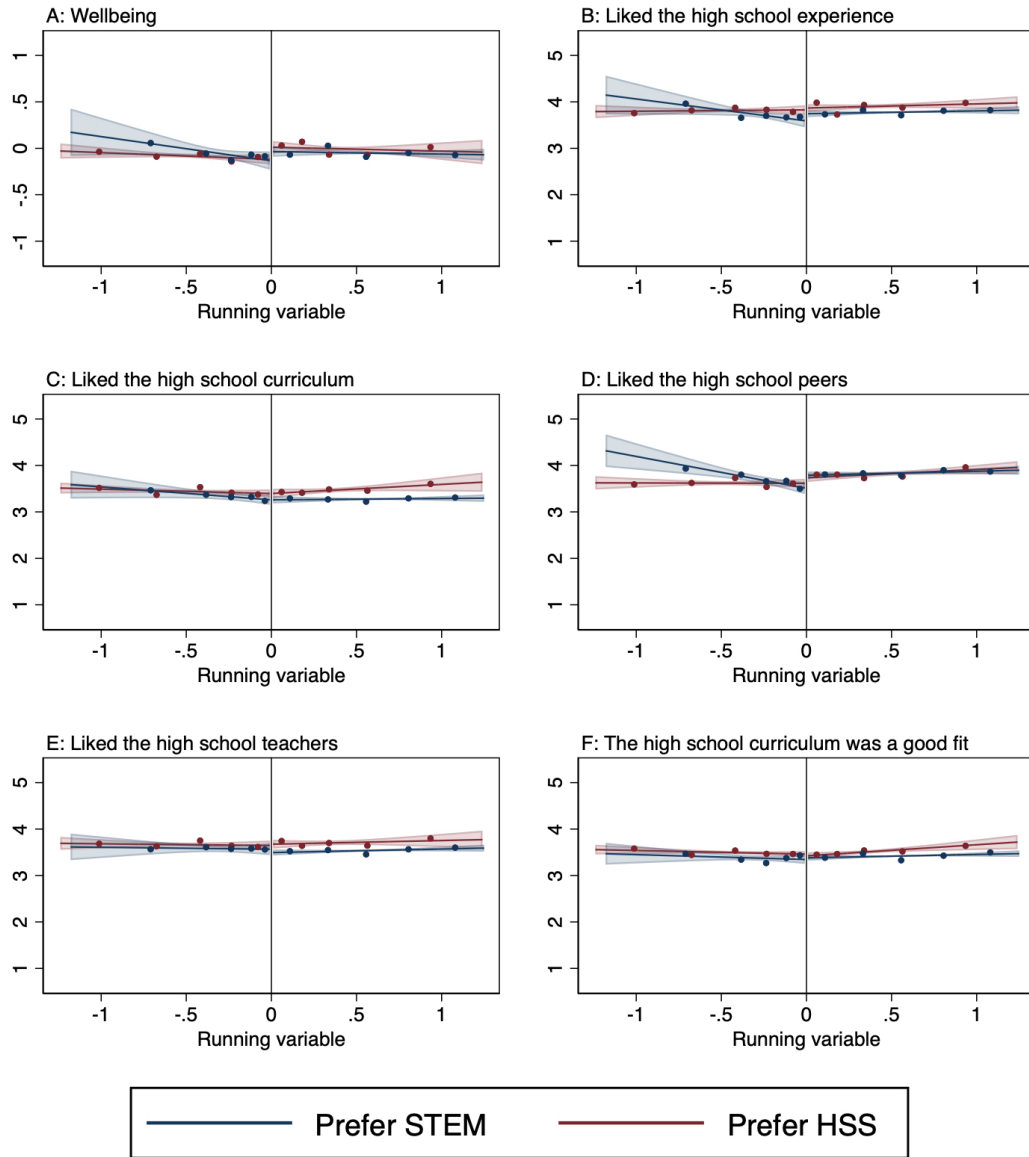 A: Wellbeing
1
.5
0
-.5
-1
-1 -.5 0 .5 1
Running variable
B: Liked the high school experience
5
4
3
2
1
-1 -.5 0 .5 1
Running variable
C: Liked the high school curriculum
5
4
3
2
1
-1 -.5 0 .5 1
Running variable
D: Liked the high school peers
5
4
3
2
1
-1 -.5 0 .5 1
Running variable
E: Liked the high school teachers
5
4
3
2
1
-1 -.5 0 .5 1
Running variable
F: The high school curriculum was a good fit
5
4
3
2
1
-1 -.5 0 .5 1
Running variable
Prefer STEM Prefer HSS